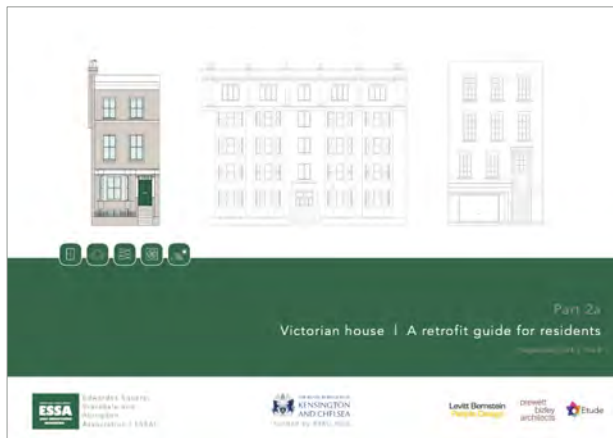 Part 2a
Victorian house | A retrofit guide for residents
ESSA
Edwardes Square,
Scarsdale and
Abingdon
Association (ESSA)
KENSINGTON
AND CHELSEA
Levitt Bernstein
People.Design
prewett
bizley
architects
Etude